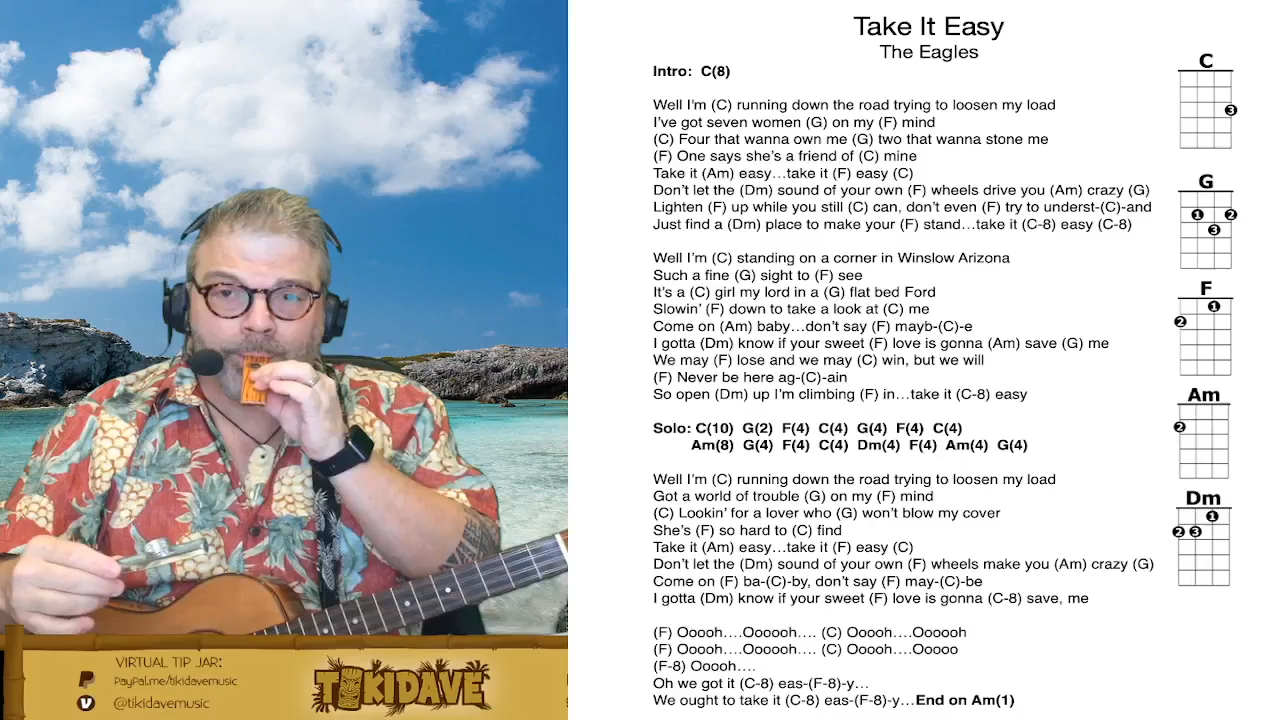 Take It Easy
The Eagles
Intro: C(8)
Well I'm (C) running down the road trying to loosen my load
I've got seven women (G) on my (F) mind
(C) Four that wanna own me (G) two that wanna stone me
(F) One says she's a friend of (C) mine
Take it (Am) easy…take it (F) easy (C)
Don't let the (Dm) sound of your own (F) wheels drive you (Am) crazy (G)
Lighten (F) up while you still (C) can, don't even (F) try to underst-(C)-and
Just find a (Dm) place to make your (F) stand…take it (C-8) easy (C-8)
Well I'm (C) standing on a corner in Winslow Arizona
Such a fine (G) sight to (F) see
It's a (C) girl my lord in a (G) flat bed Ford
Slowin' (F) down to take a look at (C) me
Come on (Am) baby…don't say (F) mayb-(C)-e
I gotta (Dm) know if your sweet (F) love is gonna (Am) save (G) me
We may (F) lose and we may (C) win, but we will
(F) Never be here ag-(C)-ain
So open (Dm) up I'm climbing (F) in…take it (C-8) easy
Solo: C(10) G(2) F(4) C(4) G(4) F(4) C(4)
Am(8) G(4) F(4) C(4) Dm(4) F(4) Am(4) G(4)
Well I'm (C) running down the road trying to loosen my load
Got a world of trouble (G) on my (F) mind
(C) Lookin' for a lover who (G) won't blow my cover
She's (F) so hard to (C) find
Take it (Am) easy…take it (F) easy (C)
Don't let the (Dm) sound of your own (F) wheels make you (Am) crazy (G)
Come on (F) ba-(C)-by, don't say (F) may-(C)-be
I gotta (Dm) know if your sweet (F) love is gonna (C-8) save, me
(F) Ooooh….Oooooh…. (C) Ooooh….Oooooh
(F) Ooooh….Oooooh…. (C) Ooooh….Ooooo
(F-8) Ooooh….
Oh we got it (C-8) eas-(F-8)-y…
We ought to take it (C-8) eas-(F-8)-y…End on Am(1)
C
3
G
1 2
3
F
1
2
Am
2
Dm
1
2 3
VIRTUAL TIP JAR:
PayPal.me/tikidavemusic
@tikidavemusic
TIKIDAVE